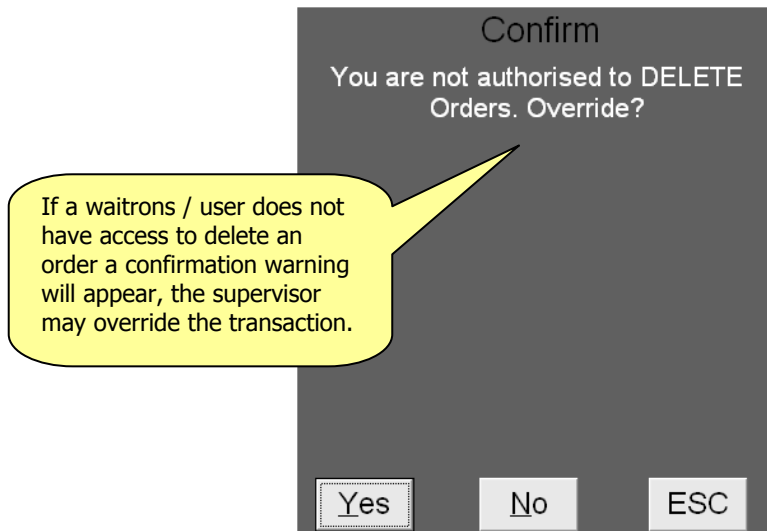 Confirm
You are not authorised to DELETE
Orders. Override?
If a waitrons / user does not
have access to delete an
order a confirmation warning
will appear, the supervisor
may override the transaction.
Yes No ESC